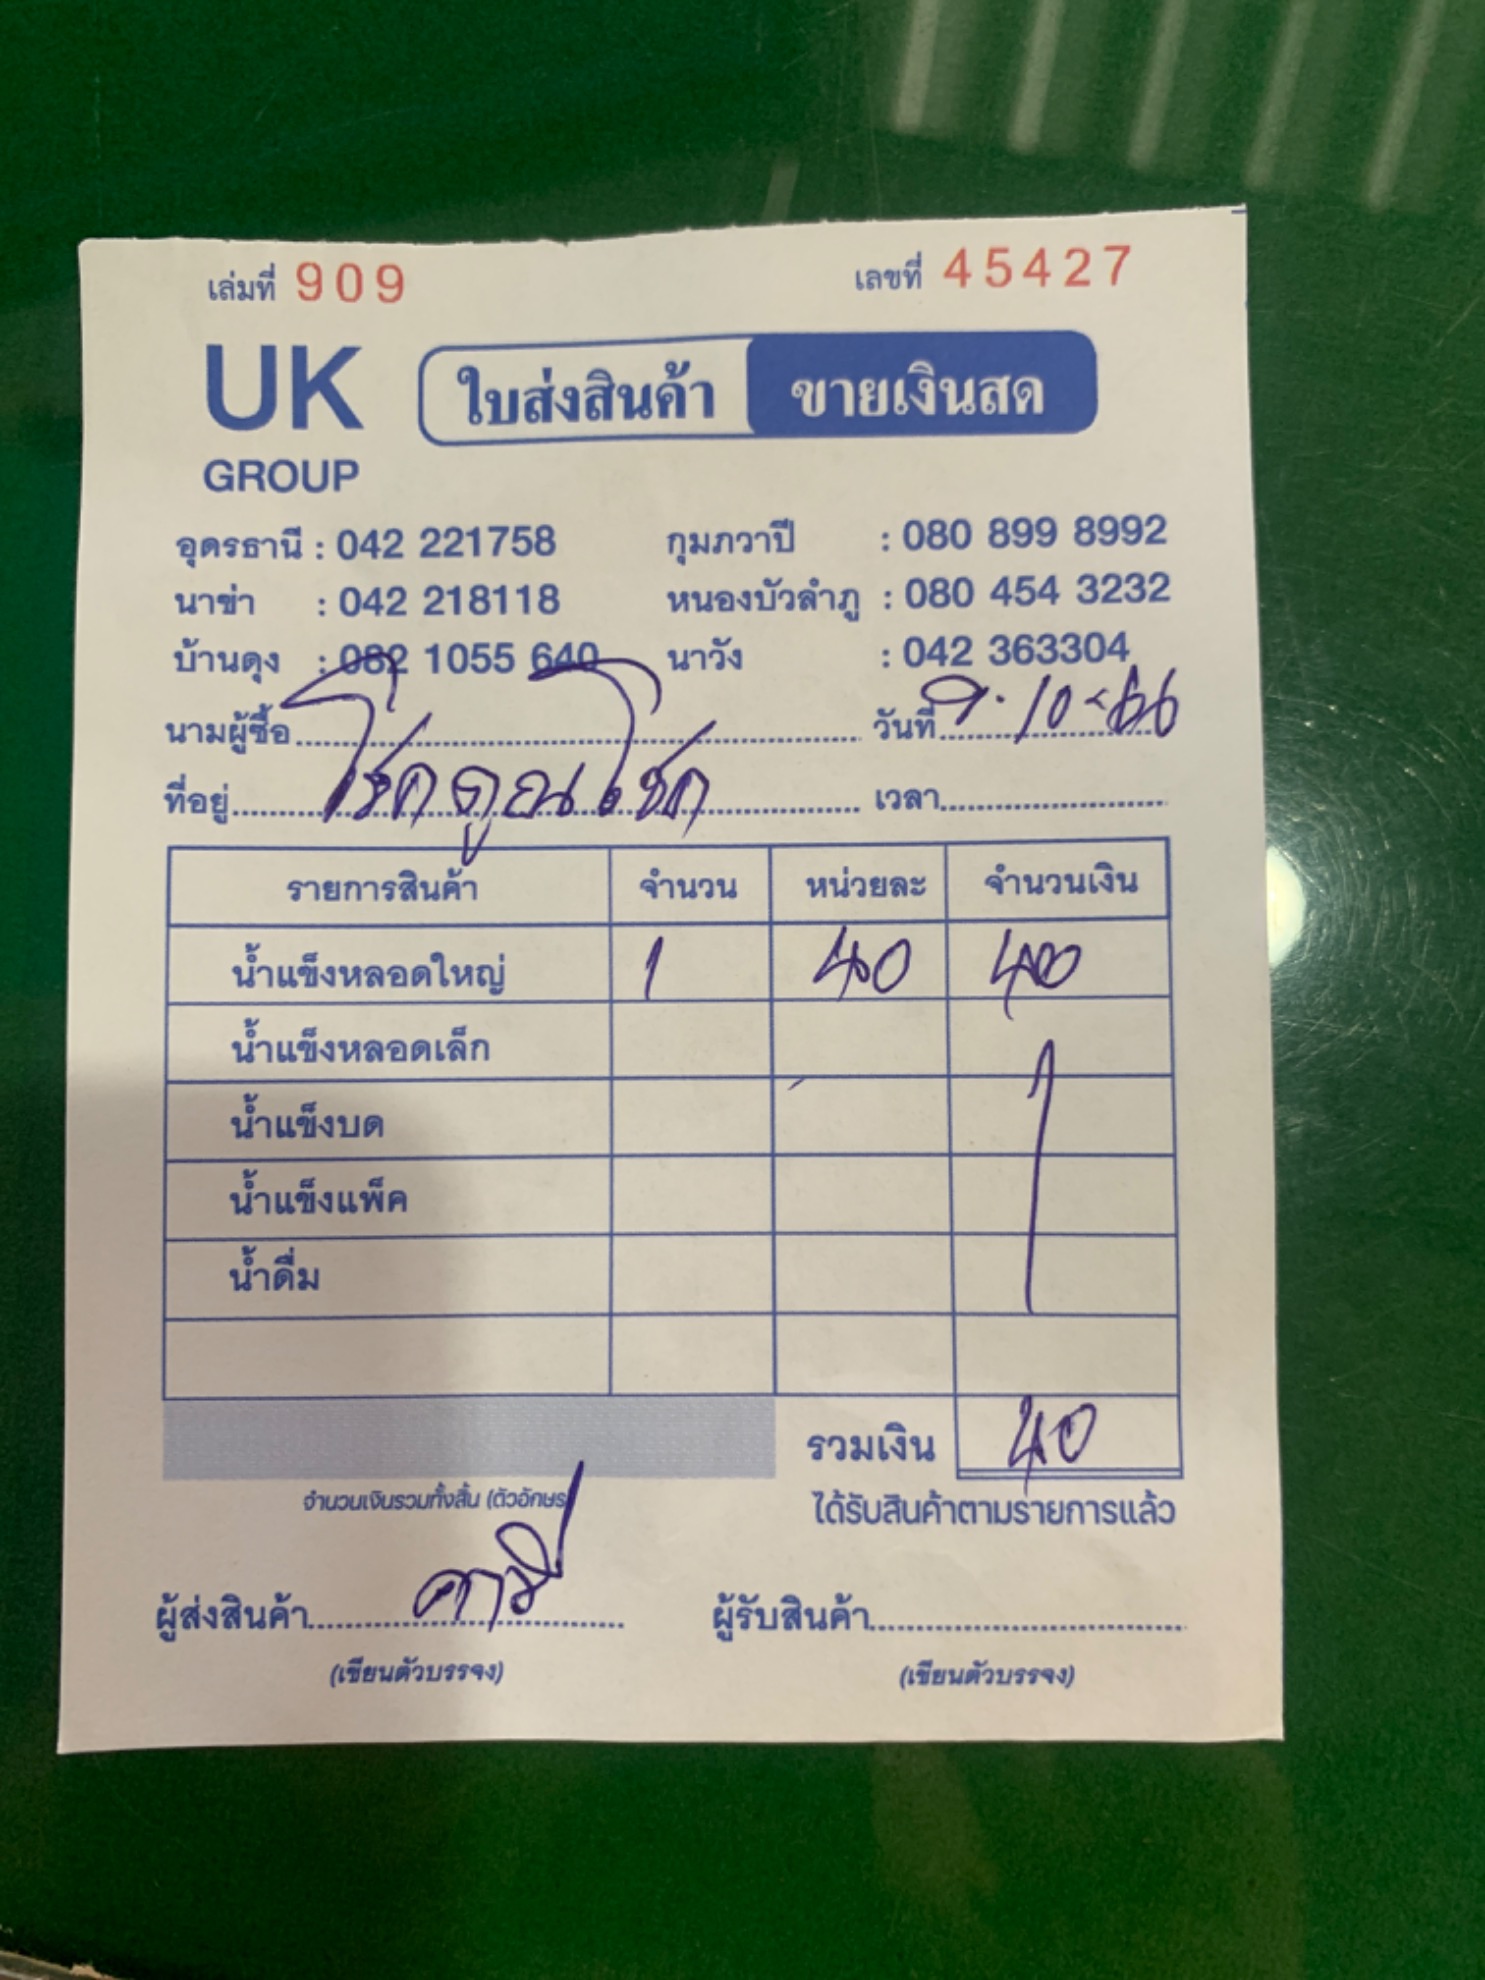 เล่มที่ 909 เลขที่ 45427
UK GROUP
ใบส่งสินค้า ขายเงินสด
อุดรธานี : 042 221758 กุมภวาปี : 080 899 8992
นาข่า : 042 218118 หนองบัวลำภู : 080 454 3232
บ้านดุง : 082 1055 640 นาวัง : 042 363304
นามผู้ซื้อ วันที่ 9-10-66
ที่อยู่ โชคคูณโชค เวลา
รายการสินค้า จำนวน หน่วยละ จำนวนเงิน
น้ำแข็งหลอดใหญ่ 1 40 40
น้ำแข็งหลอดเล็ก
น้ำแข็งบด
น้ำแข็งแพ็ค
น้ำดื่ม
รวมเงิน 40
จำนวนเงินรวมทั้งสิ้น (ตัวอักษร) ได้รับสินค้าตามรายการแล้ว
ผู้ส่งสินค้า ผู้รับสินค้า
(เขียนตัวบรรจง) (เขียนตัวบรรจง)